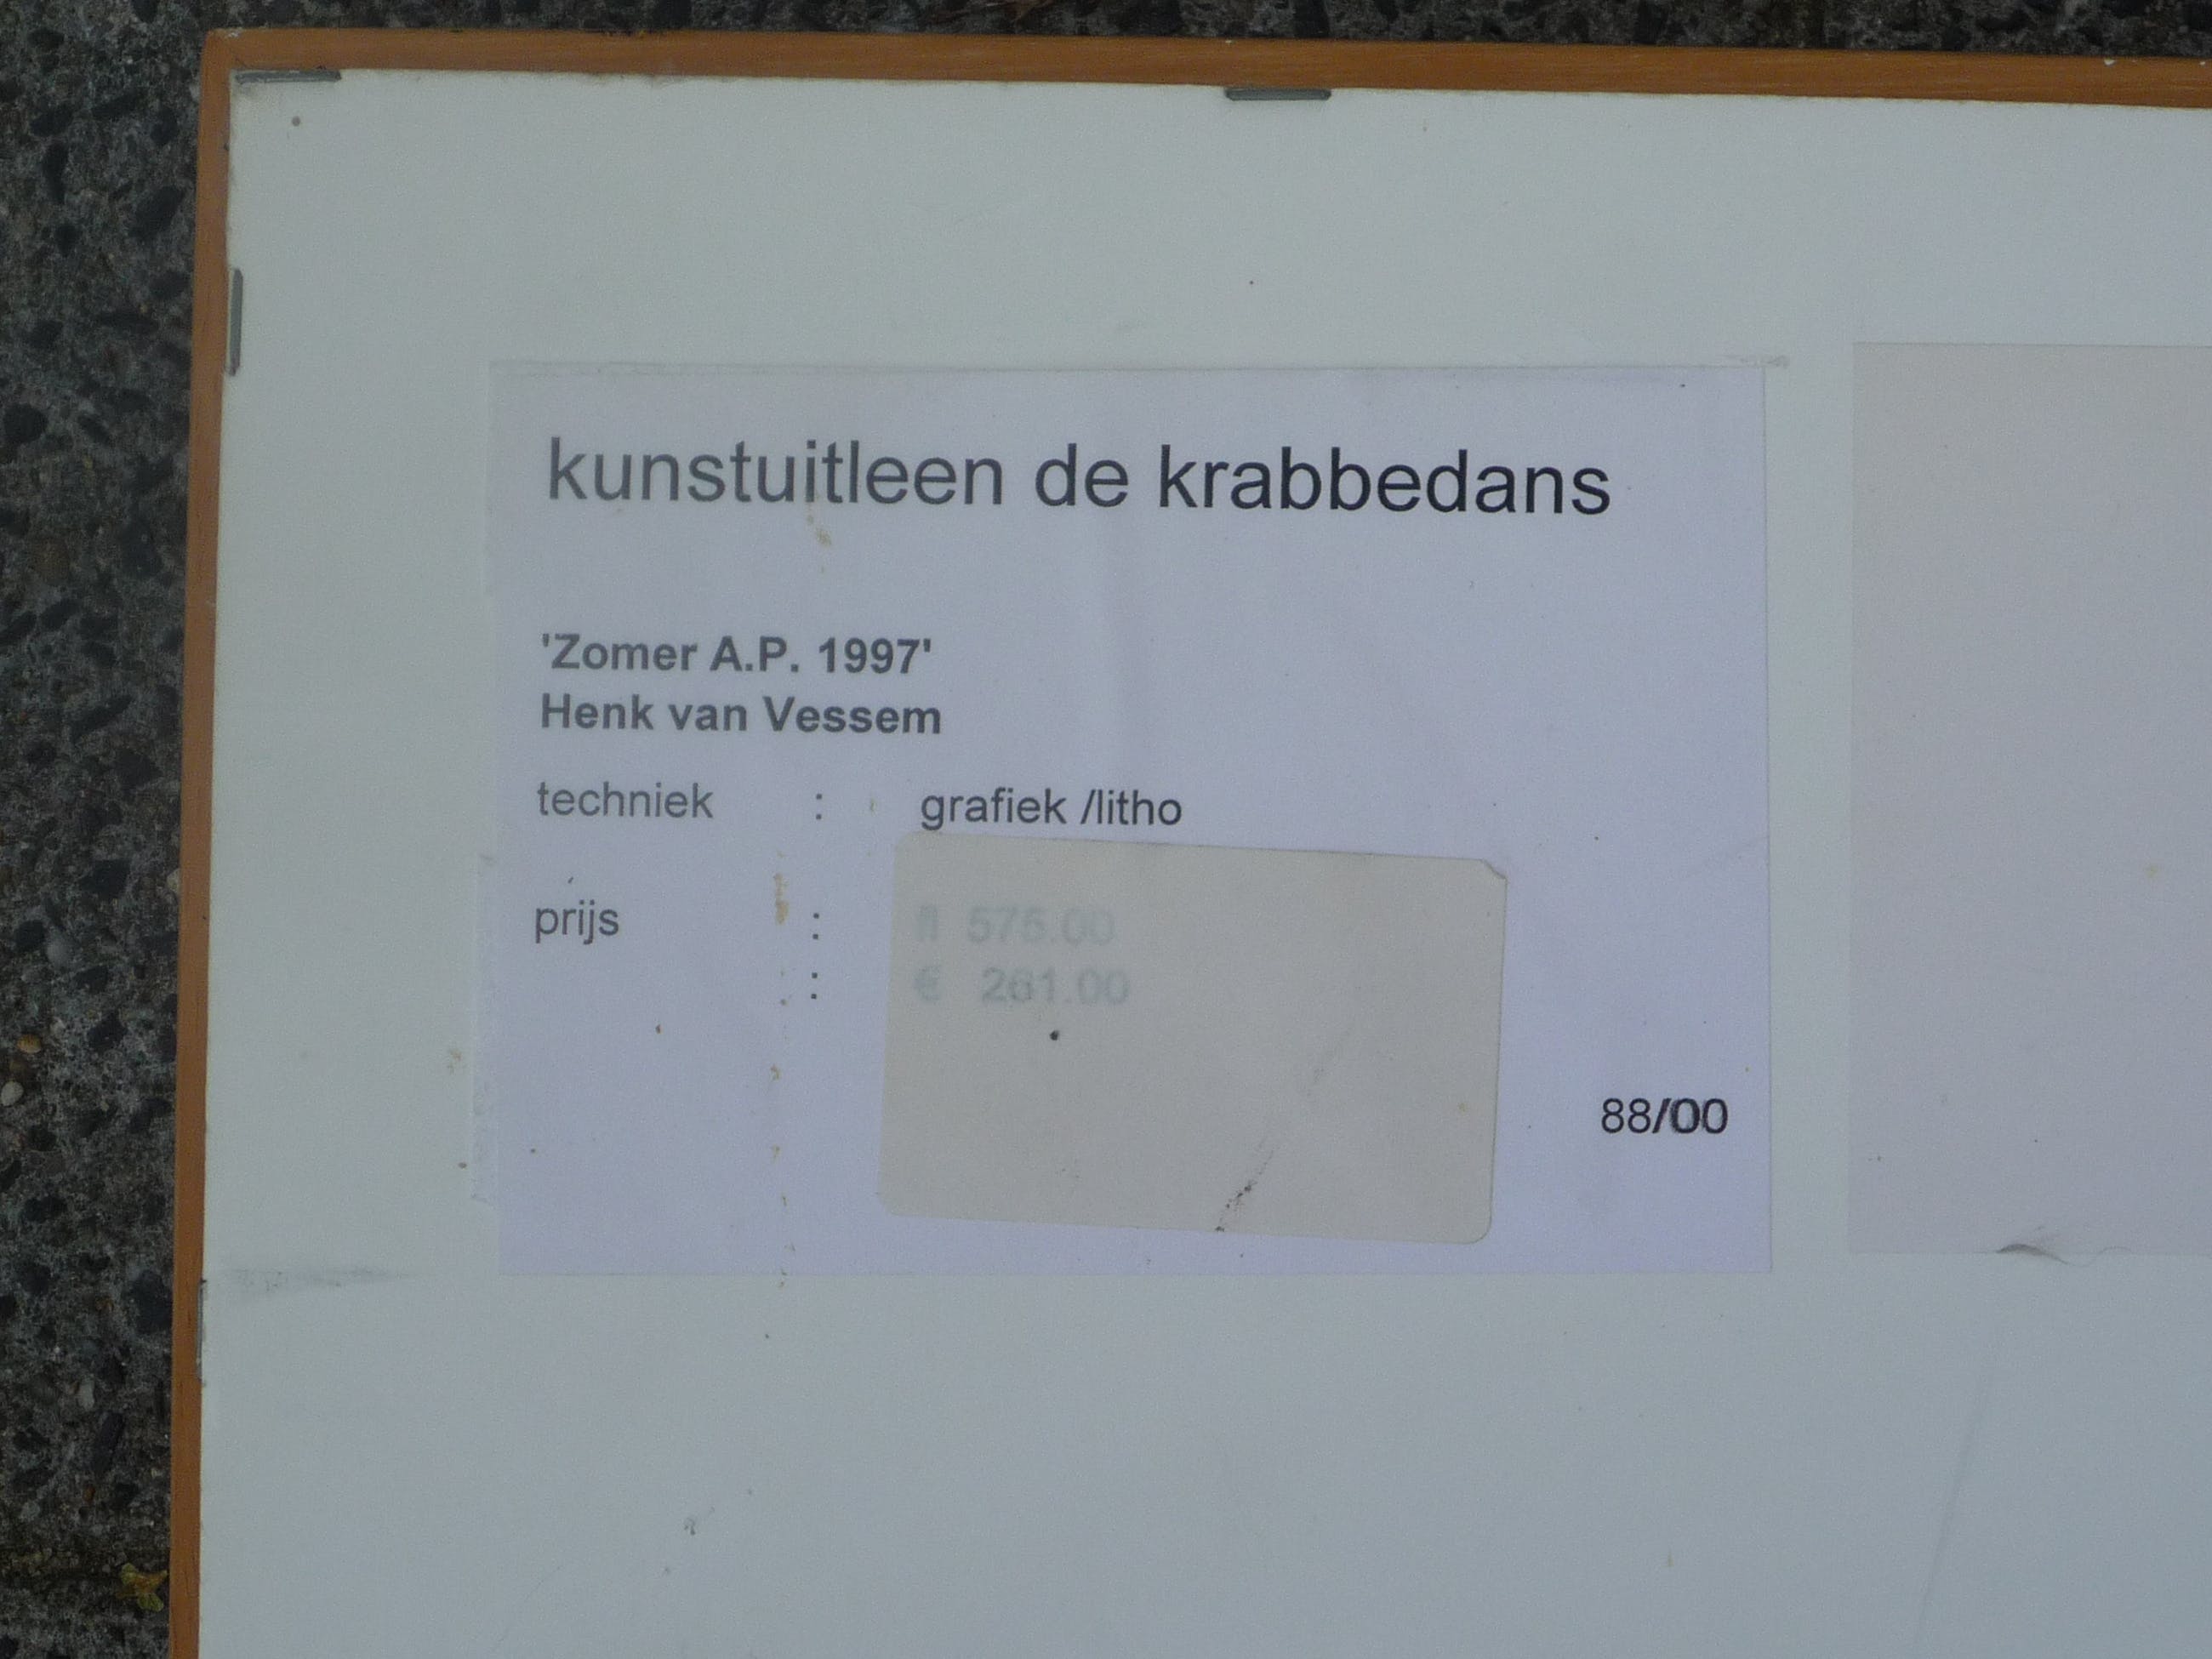 kunstuitleen de krabbedans
'Zomer A.P. 1997'
Henk van Vessem
techniek : grafiek /litho
prijs : fl 575.00
: € 261.00
88/00